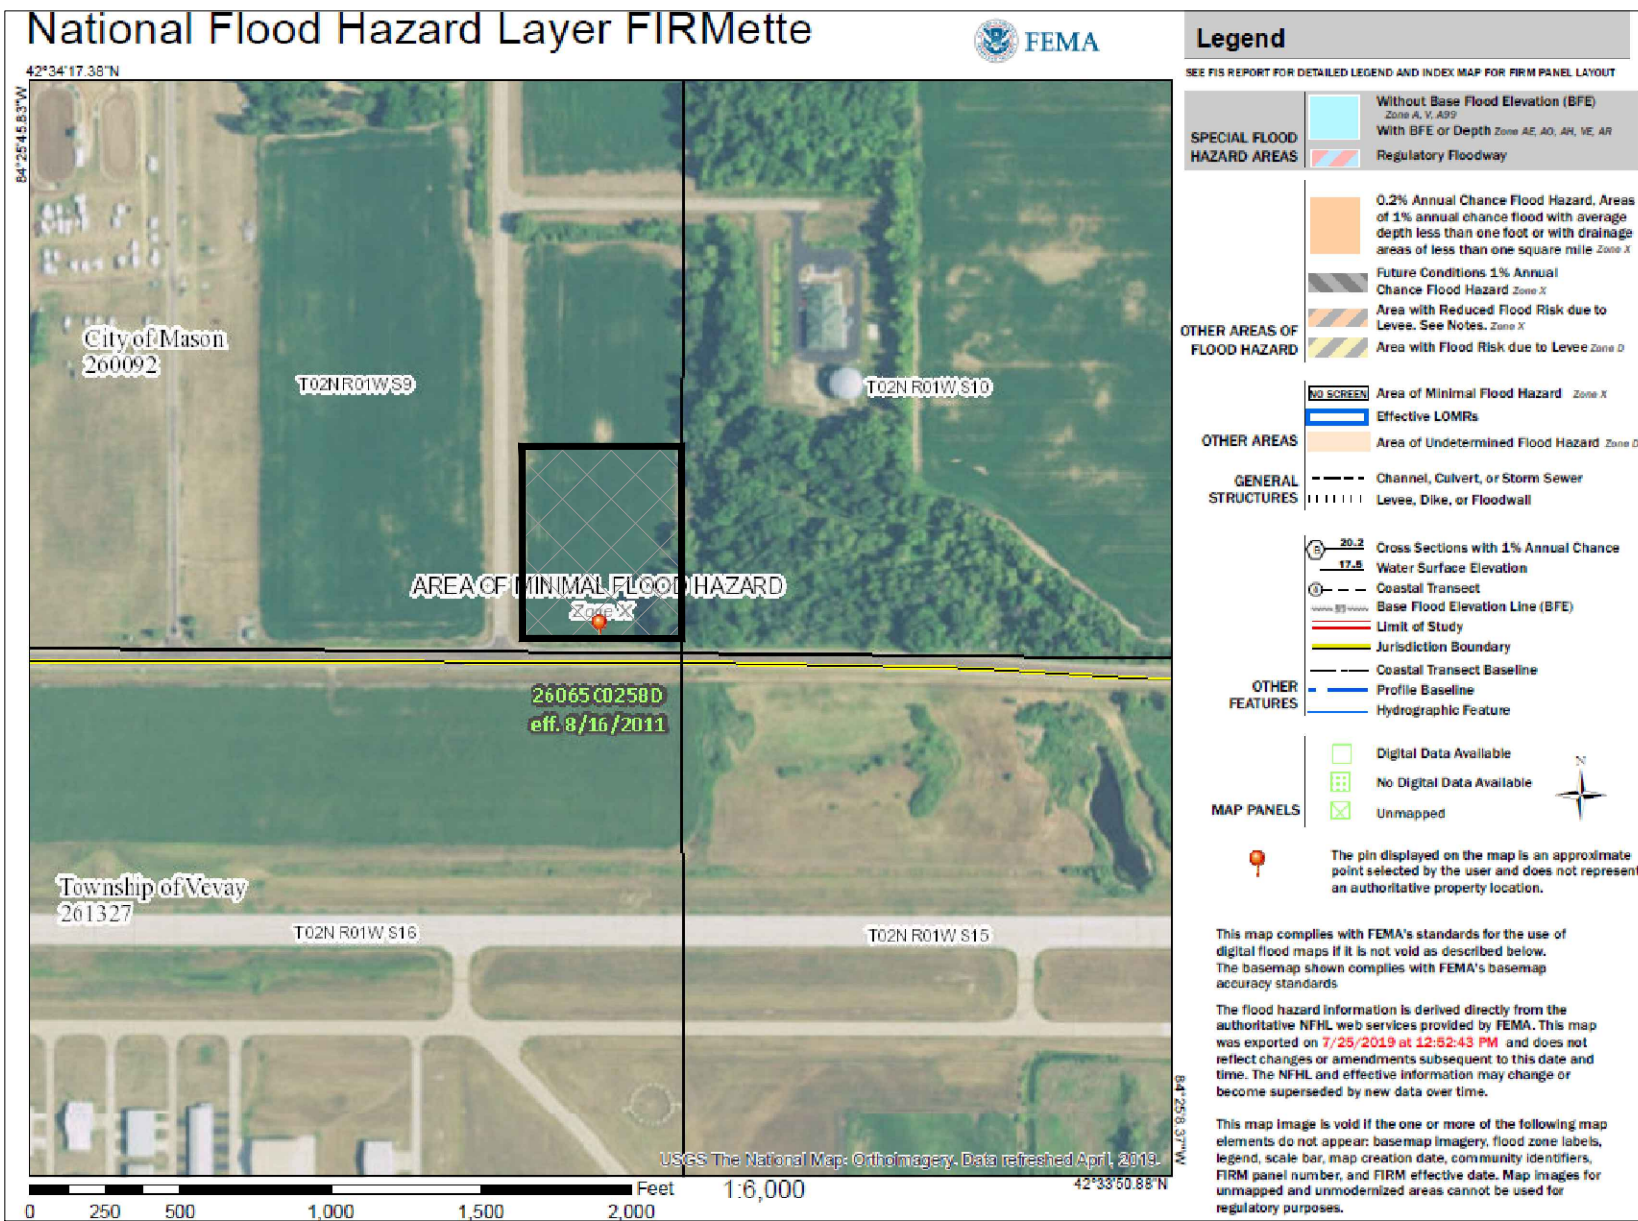 National Flood Hazard Layer FIRMette
FEMA
42°34'17.38"N
84°25'45.83"W
City of Mason
260092
T02N R01W S9
T02N R01W S10
AREA OF MINIMAL FLOOD HAZARD
Zone X
26065C0258D
eff. 8/16/2011
Township of Vevay
261327
T02N R01W S16
T02N R01W S15
USGS The National Map: Orthoimagery. Data refreshed April, 2019.
84°25'8.37"W
42°33'50.88"N
Feet
1:6,000
0
250
500
1,000
1,500
2,000
Legend
SEE FIS REPORT FOR DETAILED LEGEND AND INDEX MAP FOR FIRM PANEL LAYOUT
SPECIAL FLOOD
HAZARD AREAS
Without Base Flood Elevation (BFE)
Zone A, V, A99
With BFE or Depth Zone AE, AO, AH, VE, AR
Regulatory Floodway
0.2% Annual Chance Flood Hazard, Areas
of 1% annual chance flood with average
depth less than one foot or with drainage
areas of less than one square mile Zone X
Future Conditions 1% Annual
Chance Flood Hazard Zone X
Area with Reduced Flood Risk due to
Levee. See Notes. Zone X
Area with Flood Risk due to Levee Zone D
OTHER AREAS OF
FLOOD HAZARD
NO SCREEN Area of Minimal Flood Hazard Zone X
Effective LOMRs
Area of Undetermined Flood Hazard Zone D
OTHER AREAS
GENERAL
STRUCTURES
Channel, Culvert, or Storm Sewer
Levee, Dike, or Floodwall
B 20.2 Cross Sections with 1% Annual Chance
17.5 Water Surface Elevation
Coastal Transect
Base Flood Elevation Line (BFE)
Limit of Study
Jurisdiction Boundary
Coastal Transect Baseline
Profile Baseline
Hydrographic Feature
OTHER
FEATURES
Digital Data Available
No Digital Data Available
Unmapped
MAP PANELS
N
The pin displayed on the map is an approximate
point selected by the user and does not represent
an authoritative property location.
This map complies with FEMA's standards for the use of
digital flood maps if it is not void as described below.
The basemap shown complies with FEMA's basemap
accuracy standards
The flood hazard information is derived directly from the
authoritative NFHL web services provided by FEMA. This map
was exported on 7/25/2019 at 12:52:43 PM and does not
reflect changes or amendments subsequent to this date and
time. The NFHL and effective information may change or
become superseded by new data over time.
This map image is void if the one or more of the following map
elements do not appear: basemap imagery, flood zone labels,
legend, scale bar, map creation date, community identifiers,
FIRM panel number, and FIRM effective date. Map images for
unmapped and unmodernized areas cannot be used for
regulatory purposes.